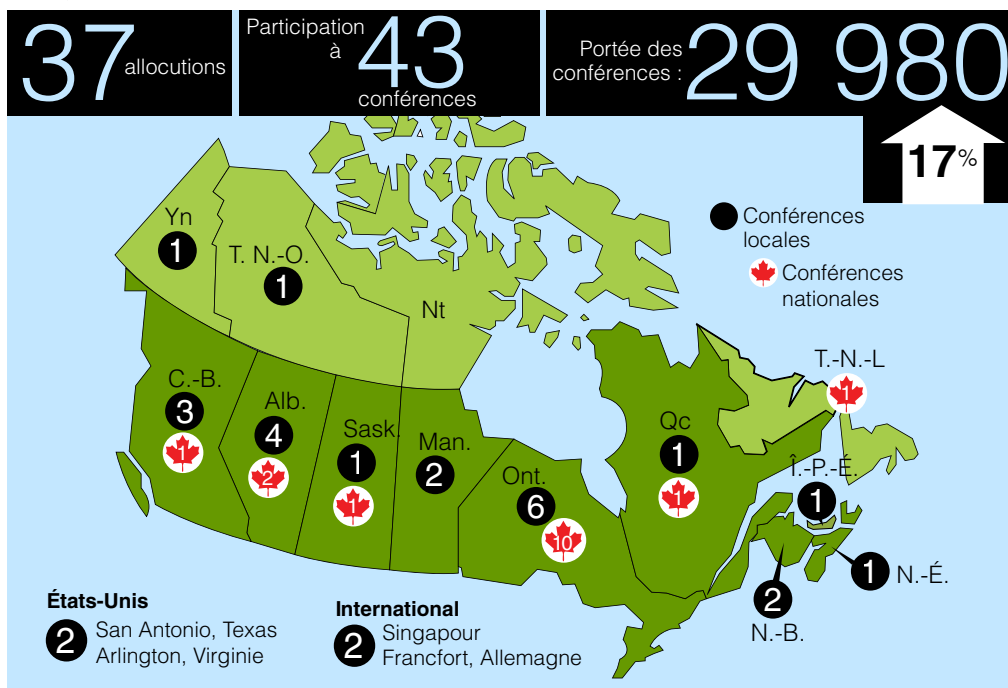 37 allocutions
Participation
à 43
conférences
Portée des
conférences : 29 980
17%
Conférences
locales
Conférences
nationales
Yn
1
T. N.-O.
1
Nt
C.-B.
3
1
Alb.
4
2
Sask.
1
1
Man.
2
Ont.
6
10
Qc
1
1
T.-N.-L
1
Î.-P.-É.
1
1 N.-É.
2
N.-B.
États-Unis
2 San Antonio, Texas
Arlington, Virginie
International
2 Singapour
Francfort, Allemagne